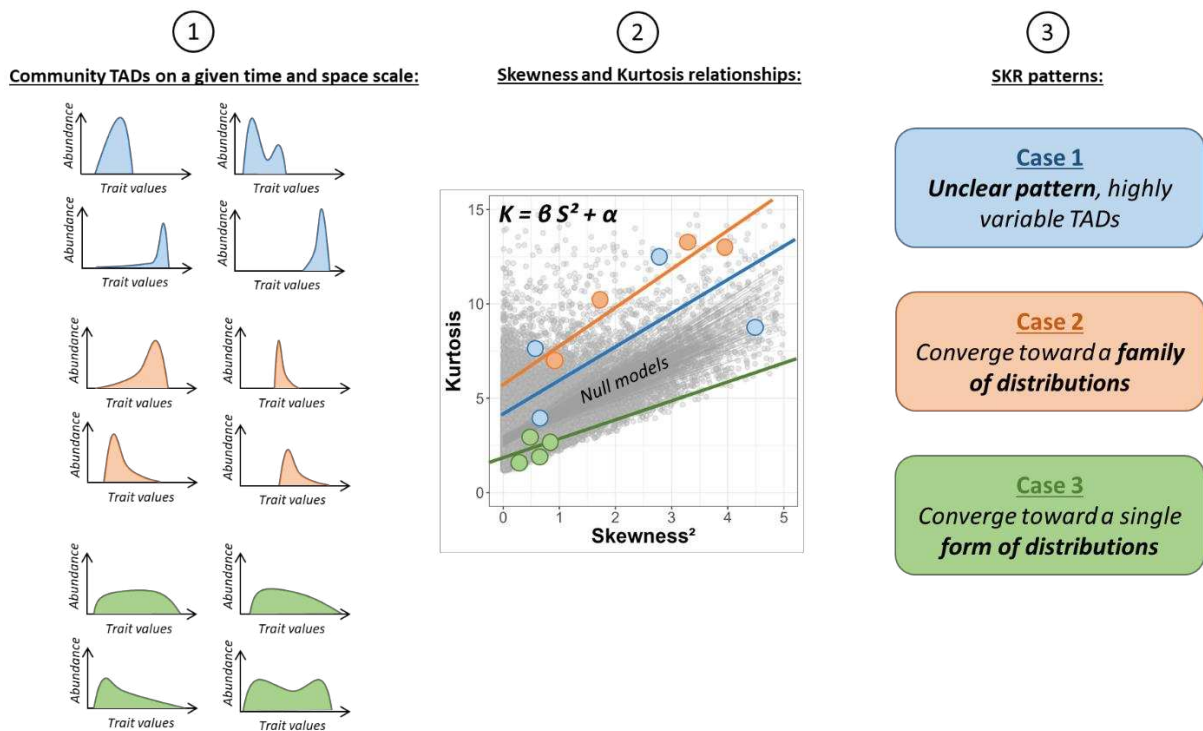 1
Community TADs on a given time and space scale:
Abundance
Trait values
Abundance
Trait values
Abundance
Trait values
Abundance
Trait values
Abundance
Trait values
Abundance
Trait values
Abundance
Trait values
Abundance
Trait values
Abundance
Trait values
Abundance
Trait values
Abundance
Trait values
Abundance
Trait values
2
Skewness and Kurtosis relationships:
K = β S² + α
Null models
Kurtosis
15
10
5
0
0 1 2 3 4 5
Skewness²
3
SKR patterns:
Case 1
Unclear pattern, highly
variable TADs
Case 2
Converge toward a family
of distributions
Case 3
Converge toward a single
form of distributions